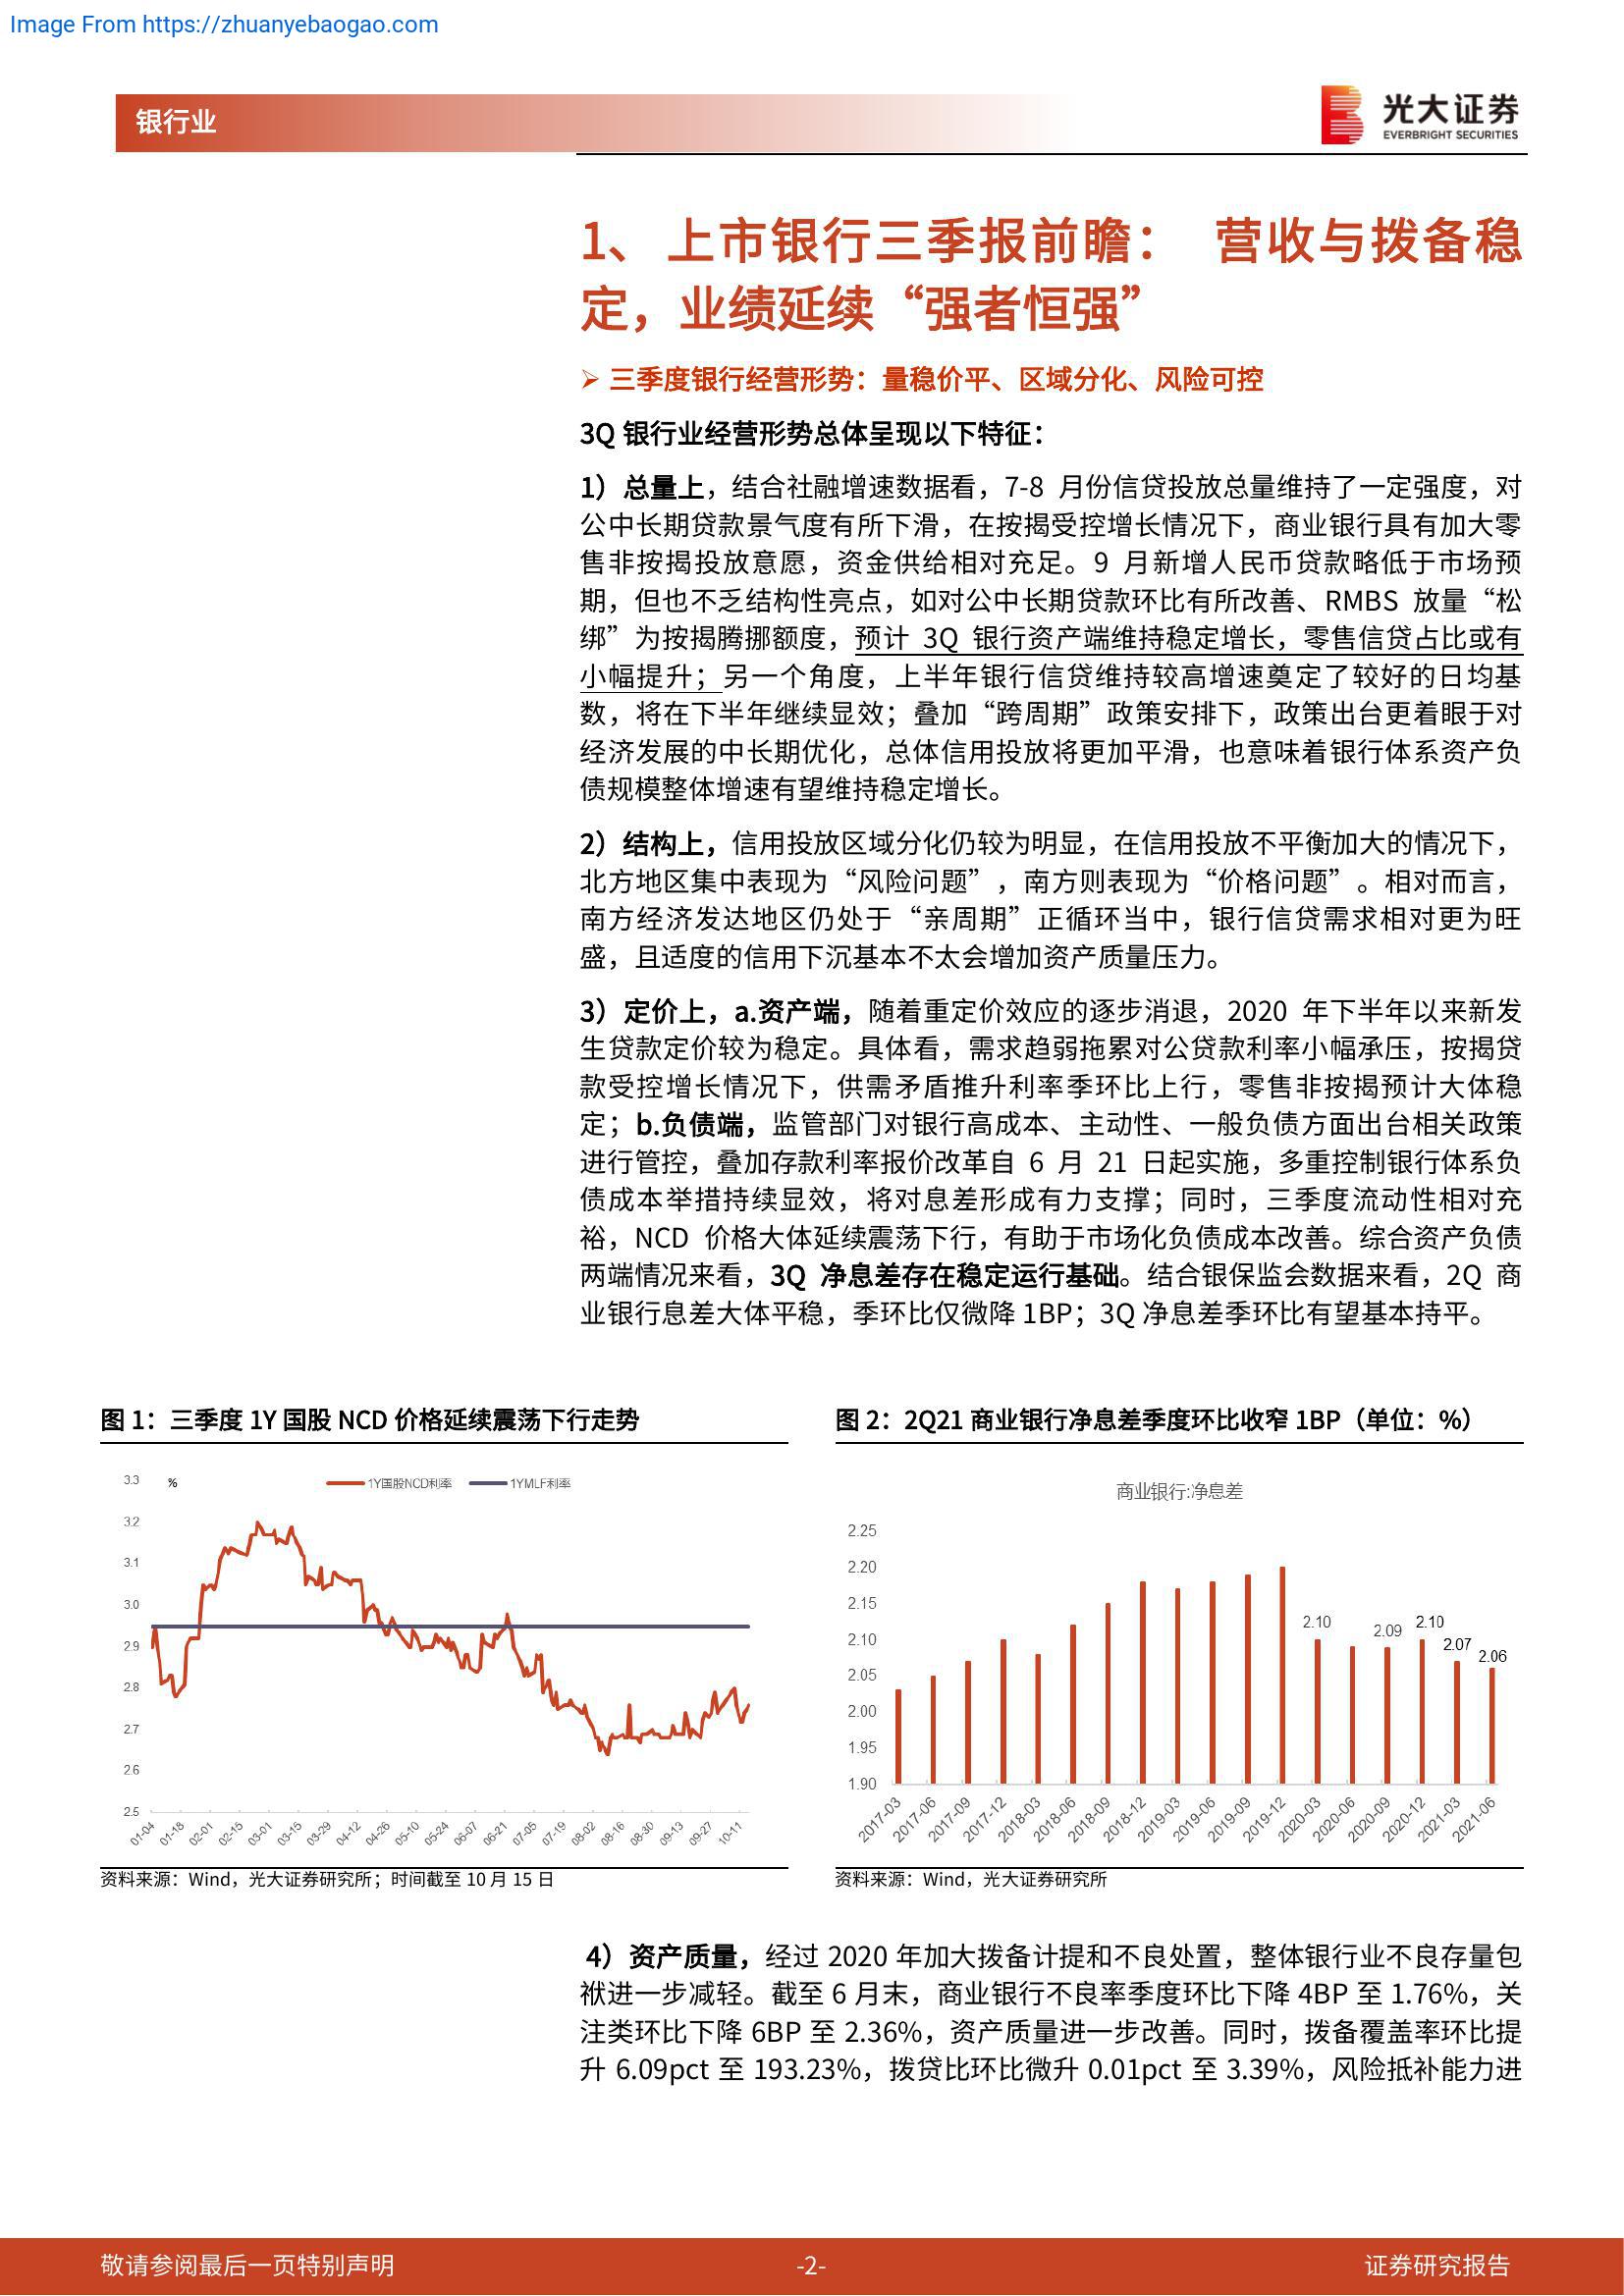 Image From https://zhuanyebaogao.com
银行业
光大证券
EVERBRIGHT SECURITIES
1、 上市银行三季报前瞻： 营收与拨备稳
定，业绩延续“强者恒强”
➢ 三季度银行经营形势：量稳价平、区域分化、风险可控
3Q 银行业经营形势总体呈现以下特征：
1）总量上，结合社融增速数据看，7-8 月份信贷投放总量维持了一定强度，对
公中长期贷款景气度有所下滑，在按揭受控增长情况下，商业银行具有加大零
售非按揭投放意愿，资金供给相对充足。9 月新增人民币贷款略低于市场预
期，但也不乏结构性亮点，如对公中长期贷款环比有所改善、RMBS 放量“松
绑”为按揭腾挪额度，预计 3Q 银行资产端维持稳定增长，零售信贷占比或有
小幅提升；另一个角度，上半年银行信贷维持较高增速奠定了较好的日均基
数，将在下半年继续显效；叠加“跨周期”政策安排下，政策出台更着眼于对
经济发展的中长期优化，总体信用投放将更加平滑，也意味着银行体系资产负
债规模整体增速有望维持稳定增长。
2）结构上，信用投放区域分化仍较为明显，在信用投放不平衡加大的情况下，
北方地区集中表现为“风险问题”，南方则表现为“价格问题”。相对而言，
南方经济发达地区仍处于“亲周期”正循环当中，银行信贷需求相对更为旺
盛，且适度的信用下沉基本不太会增加资产质量压力。
3）定价上，a.资产端，随着重定价效应的逐步消退，2020 年下半年以来新发
生贷款定价较为稳定。具体看，需求趋弱拖累对公贷款利率小幅承压，按揭贷
款受控增长情况下，供需矛盾推升利率季环比上行，零售非按揭预计大体稳
定；b.负债端，监管部门对银行高成本、主动性、一般负债方面出台相关政策
进行管控，叠加存款利率报价改革自 6 月 21 日起实施，多重控制银行体系负
债成本举措持续显效，将对息差形成有力支撑；同时，三季度流动性相对充
裕，NCD 价格大体延续震荡下行，有助于市场化负债成本改善。综合资产负债
两端情况来看，3Q 净息差存在稳定运行基础。结合银保监会数据来看，2Q 商
业银行息差大体平稳，季环比仅微降 1BP；3Q 净息差季环比有望基本持平。
图 1：三季度 1Y 国股 NCD 价格延续震荡下行走势
% 1Y国股NCD利率 1YMLF利率
3.3
3.2
3.1
3.0
2.9
2.8
2.7
2.6
2.5
01-04 01-18 02-01 02-15 03-01 03-15 03-29 04-12 04-26 05-10 05-24 06-07 06-21 07-05 07-19 08-02 08-16 08-30 09-13 09-27 10-11
资料来源：Wind，光大证券研究所；时间截至 10 月 15 日
图 2：2Q21 商业银行净息差季度环比收窄 1BP（单位：%）
商业银行:净息差
2.25
2.20
2.15
2.10
2.05
2.00
1.95
1.90
2.10 2.09 2.10 2.07 2.06
2017-03 2017-06 2017-09 2017-12 2018-03 2018-06 2018-09 2018-12 2019-03 2019-06 2019-09 2019-12 2020-03 2020-06 2020-09 2020-12 2021-03 2021-06
资料来源：Wind，光大证券研究所
4）资产质量，经过 2020 年加大拨备计提和不良处置，整体银行业不良存量包
袱进一步减轻。截至 6 月末，商业银行不良率季度环比下降 4BP 至 1.76%，关
注类环比下降 6BP 至 2.36%，资产质量进一步改善。同时，拨备覆盖率环比提
升 6.09pct 至 193.23%，拨贷比环比微升 0.01pct 至 3.39%，风险抵补能力进
敬请参阅最后一页特别声明
-2-
证券研究报告